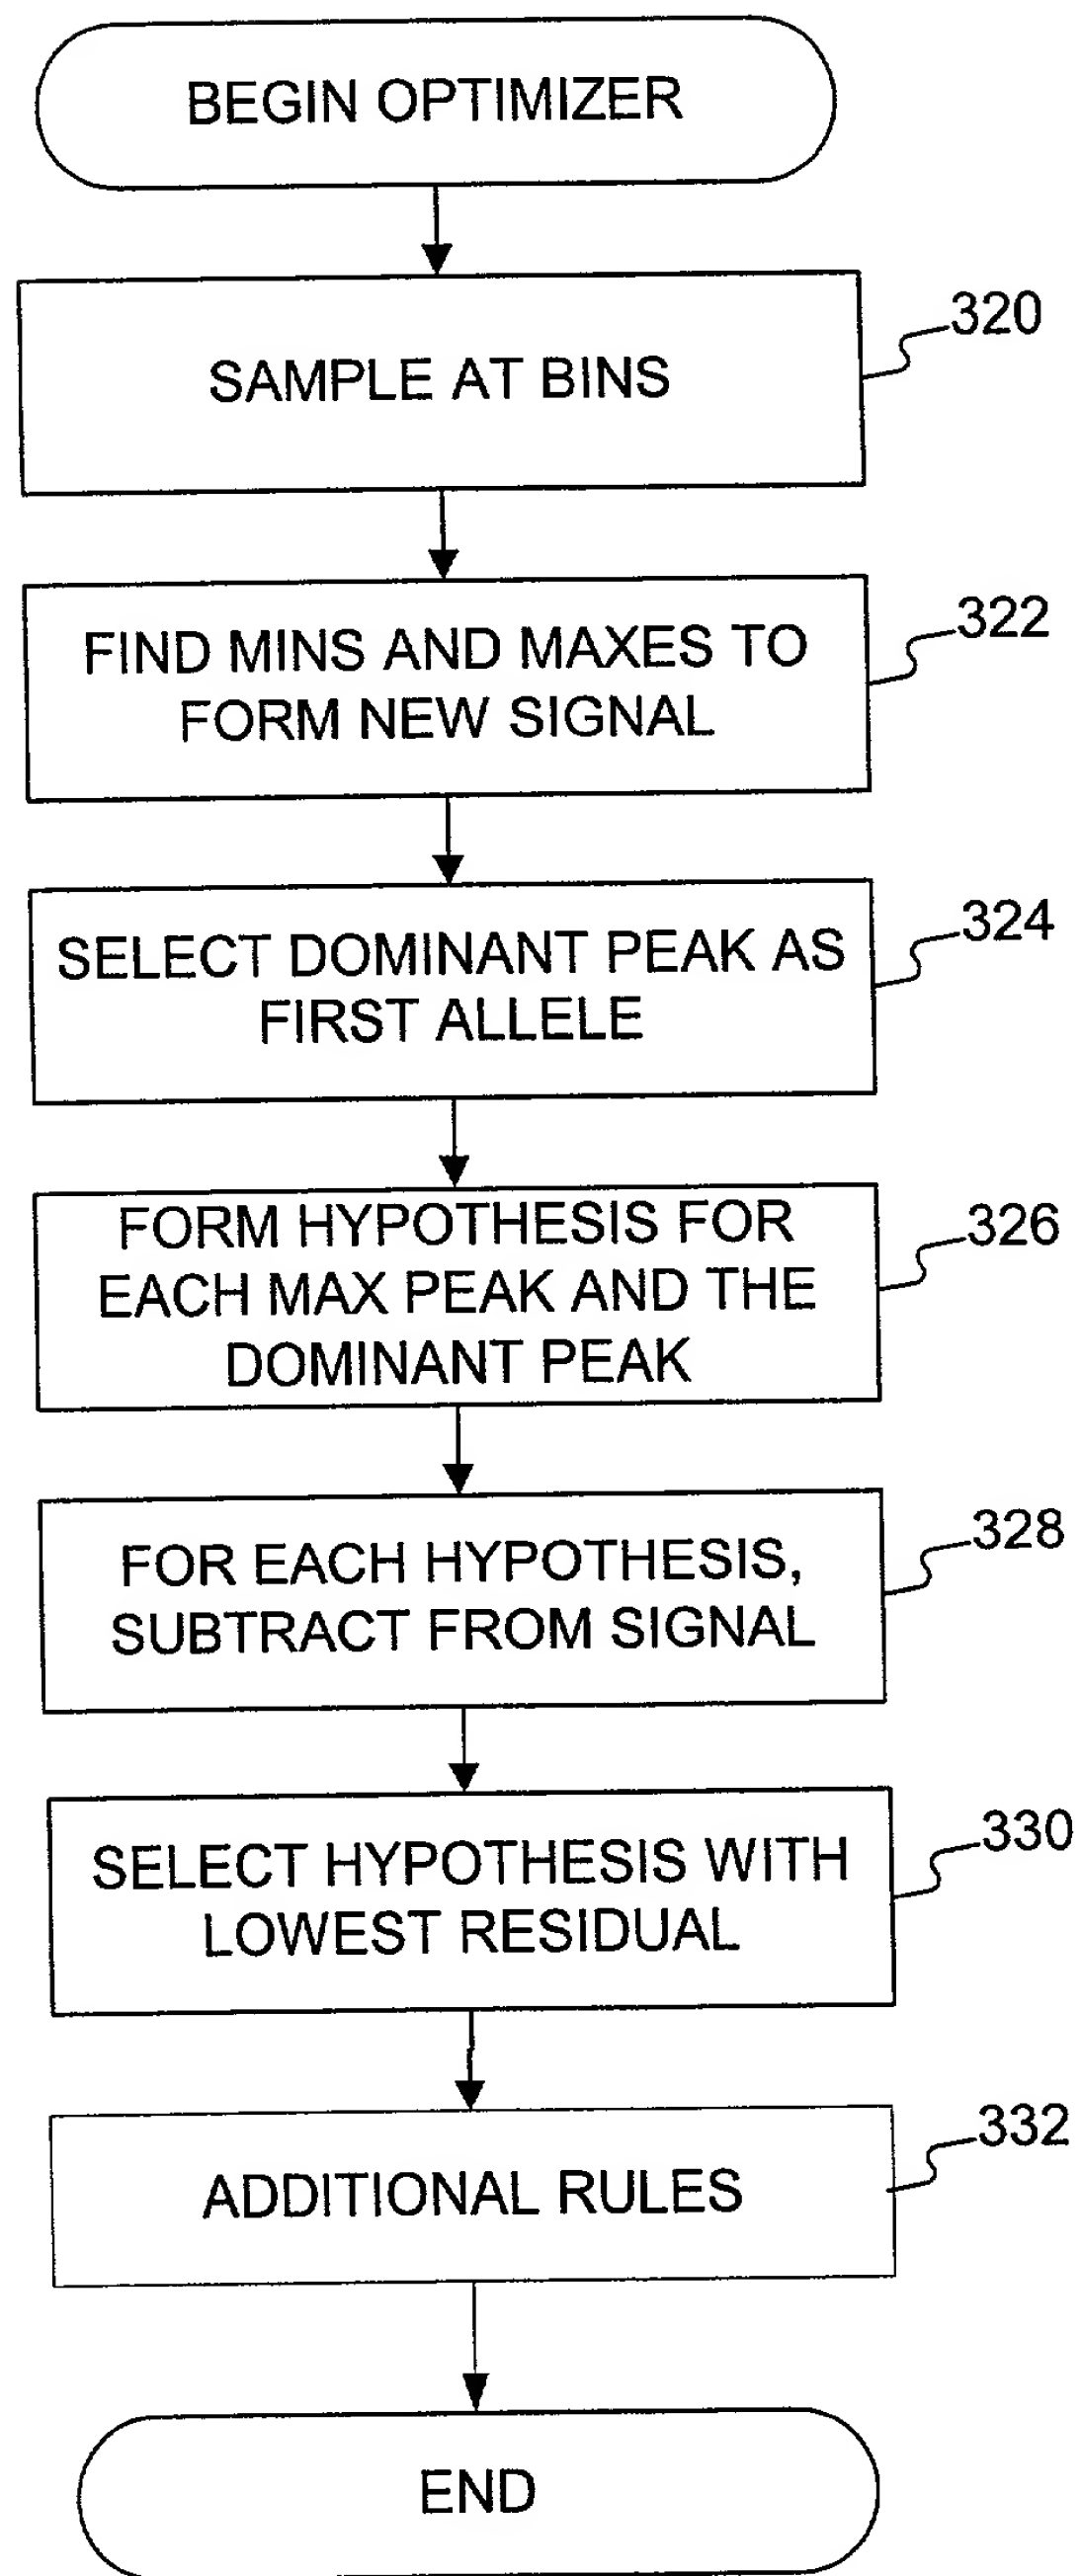 BEGIN OPTIMIZER
320
SAMPLE AT BINS
322
FIND MINS AND MAXES TO
FORM NEW SIGNAL
324
SELECT DOMINANT PEAK AS
FIRST ALLELE
326
FORM HYPOTHESIS FOR
EACH MAX PEAK AND THE
DOMINANT PEAK
328
FOR EACH HYPOTHESIS,
SUBTRACT FROM SIGNAL
330
SELECT HYPOTHESIS WITH
LOWEST RESIDUAL
332
ADDITIONAL RULES
END